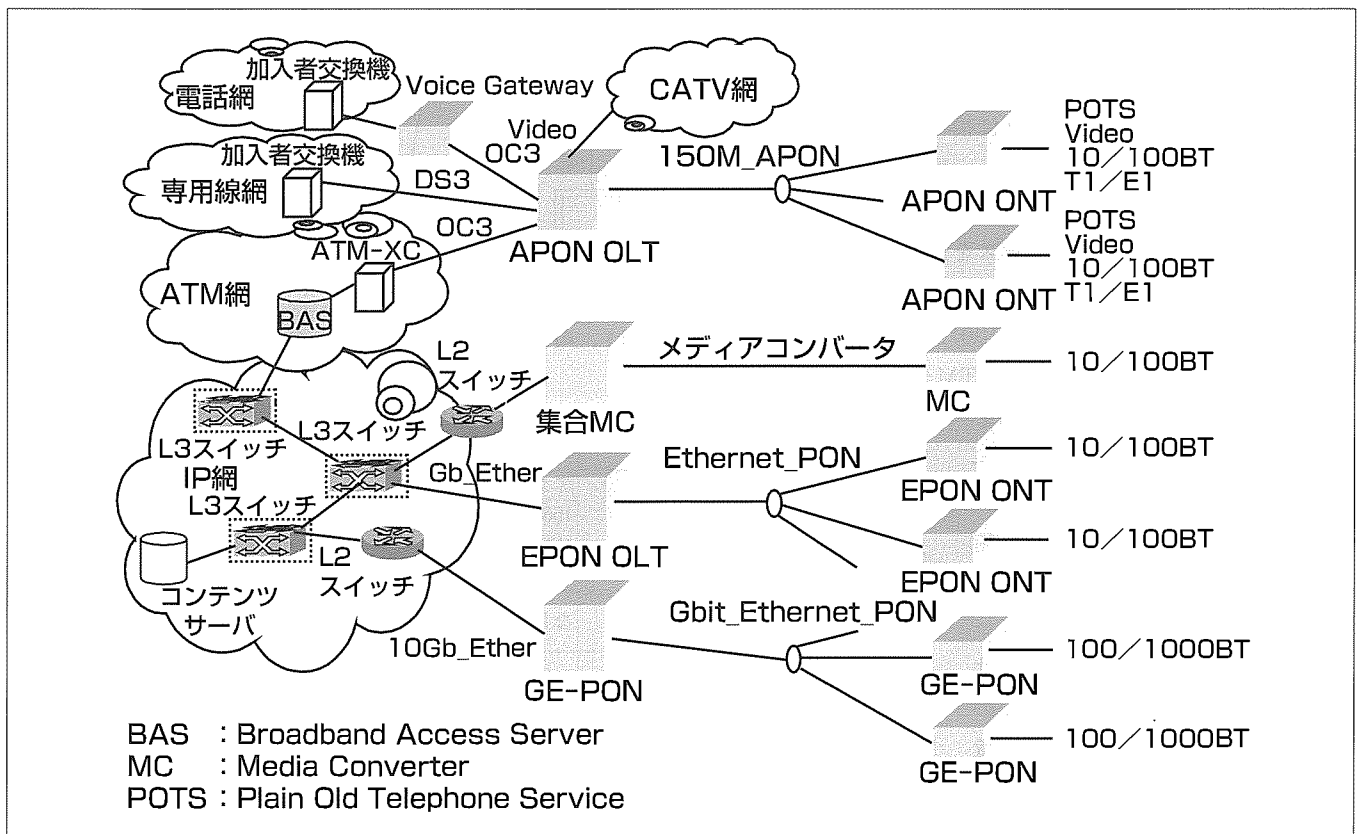 加入者交換機
電話網
Voice Gateway
CATV網
Video
OC3
加入者交換機
専用線網
DS3
OC3
ATM-XC
ATM網
BAS
APON OLT
150M_APON
APON ONT
POTS
Video
10/100BT
T1/E1
APON ONT
POTS
Video
10/100BT
T1/E1
L2
スイッチ
集合MC
メディアコンバータ
MC
10/100BT
L3スイッチ
L3スイッチ
IP網
L3スイッチ
Gb_Ether
EPON OLT
Ethernet_PON
EPON ONT
10/100BT
EPON ONT
10/100BT
コンテンツ
サーバ
L2
スイッチ
10Gb_Ether
GE-PON
Gbit_Ethernet_PON
GE-PON
100/1000BT
GE-PON
100/1000BT
BAS : Broadband Access Server
MC : Media Converter
POTS : Plain Old Telephone Service